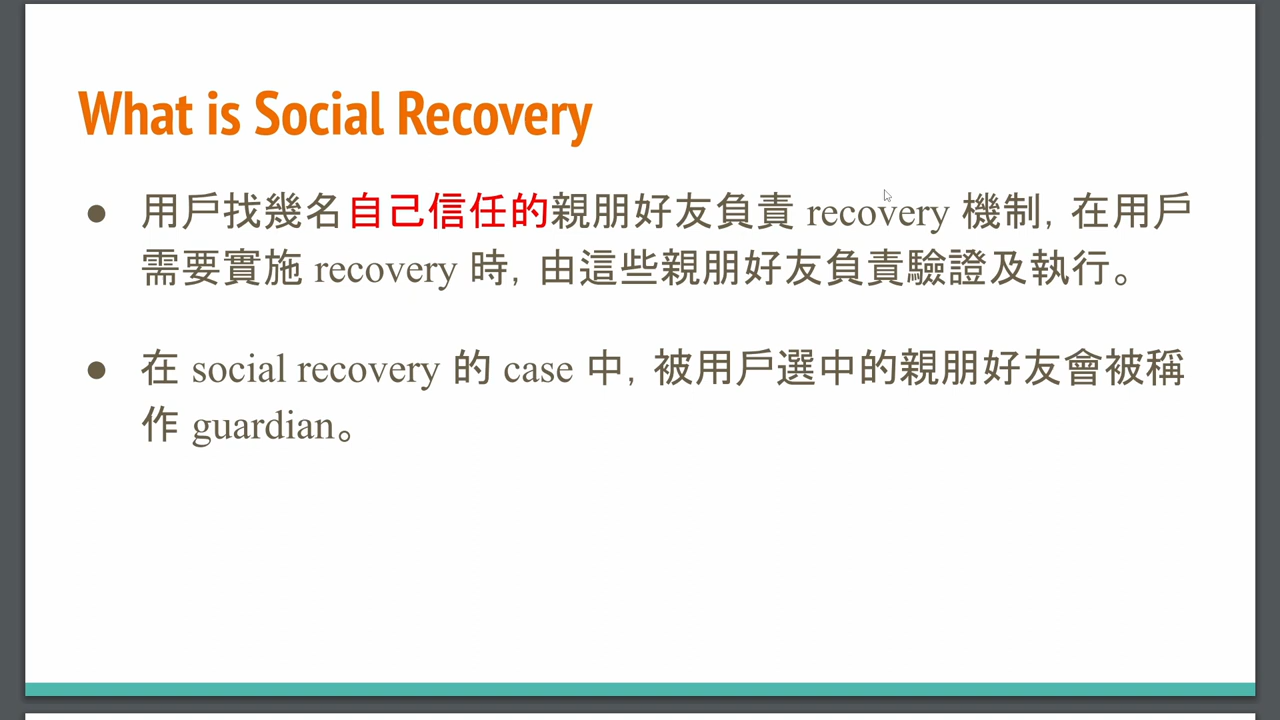 What is Social Recovery
● 用戶找幾名自己信任的親朋好友負責 recovery 機制, 在用戶
需要實施 recovery 時, 由這些親朋好友負責驗證及執行。
● 在 social recovery 的 case 中, 被用戶選中的親朋好友會被稱
作 guardian。